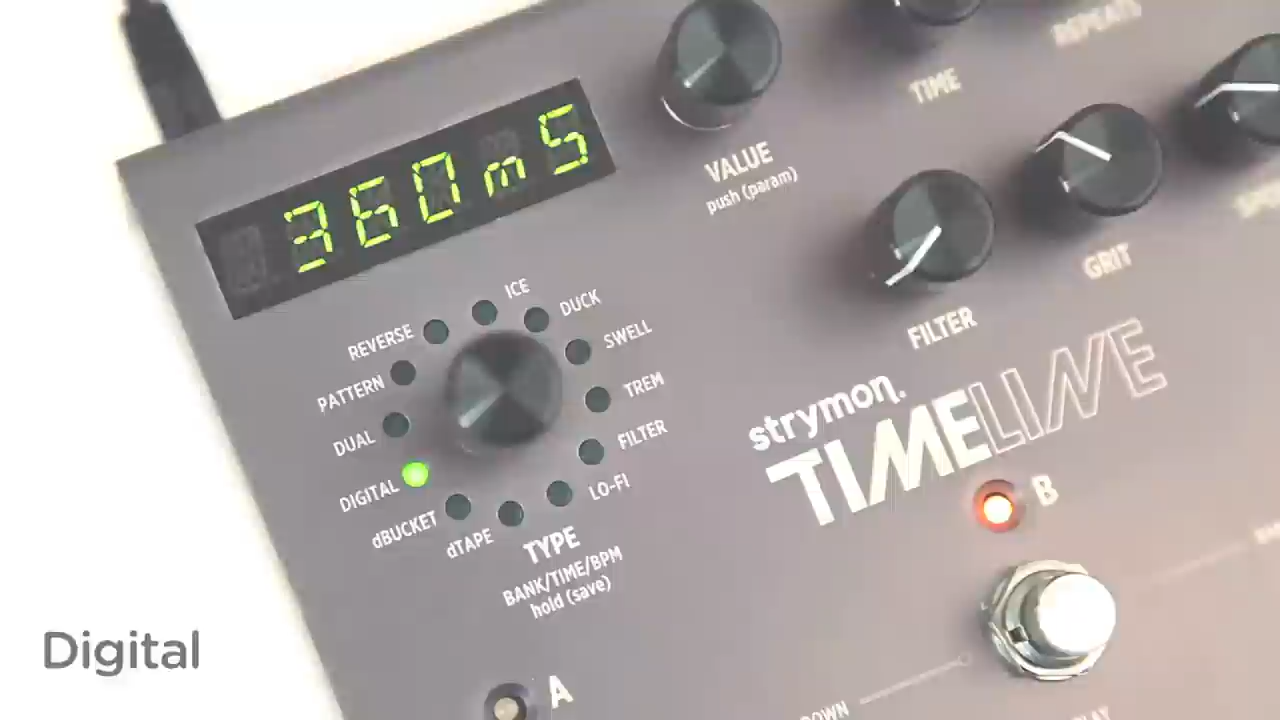 REPEATS
TIME
360mS
VALUE
push (param)
GRIT
FILTER
ICE
DUCK
REVERSE
SWELL
PATTERN
TREM
DUAL
FILTER
DIGITAL
LO-FI
dBUCKET
dTAPE
TYPE
BANK/TIME/BPM
hold (save)
strymon.
TIMELINE
B
A
Digital